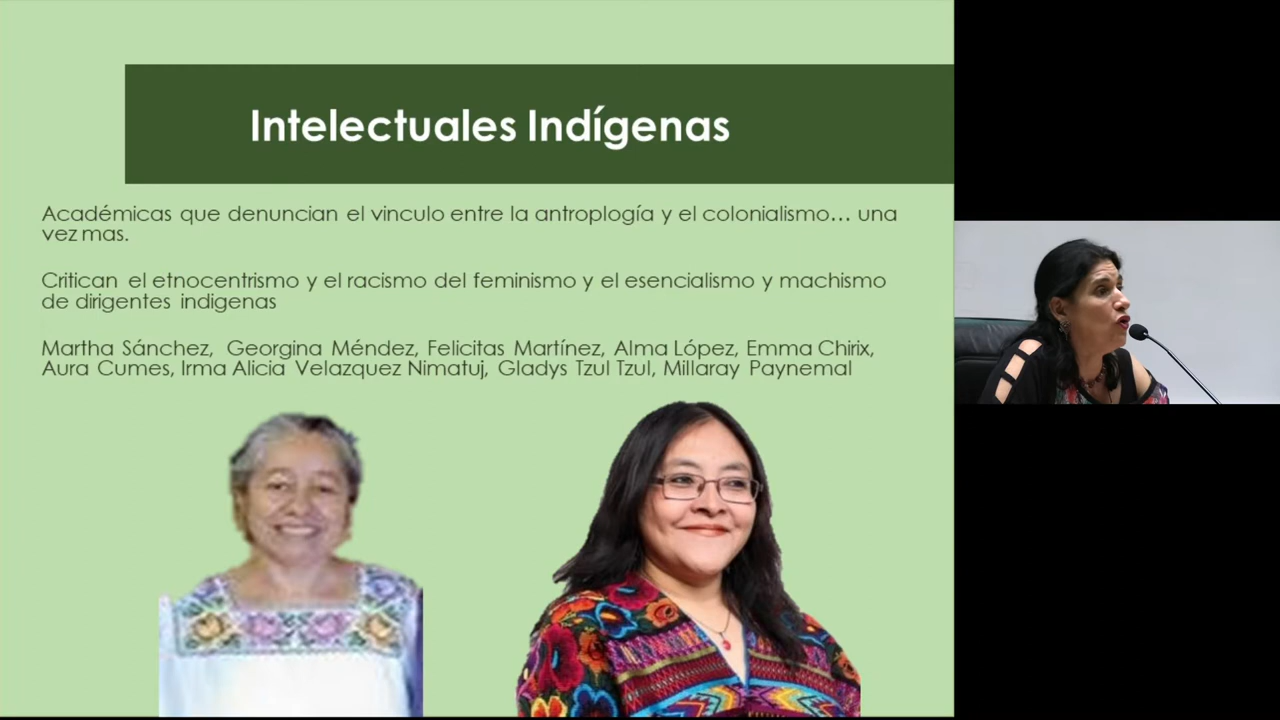 Intelectuales Indígenas
Académicas que denuncian el vinculo entre la antroplogía y el colonialismo... una
vez mas.
Critican el etnocentrismo y el racismo del feminismo y el esencialismo y machismo
de dirigentes indigenas
Martha Sánchez, Georgina Méndez, Felicitas Martínez, Alma López, Emma Chirix,
Aura Cumes, Irma Alicia Velazquez Nimatuj, Gladys Tzul Tzul, Millaray Paynemal